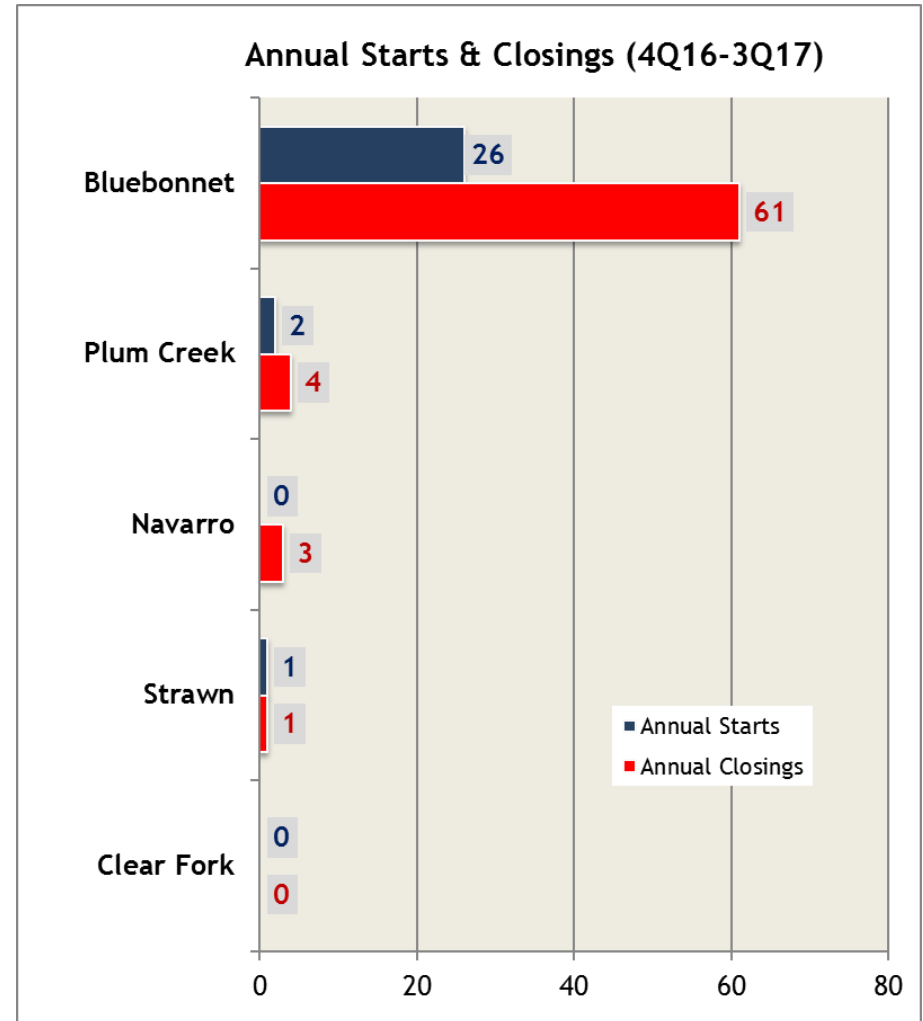 Annual Starts & Closings (4Q16-3Q17)
Bluebonnet
26
61
Plum Creek
2
4
Navarro
0
3
Strawn
1
1
Clear Fork
0
0
Annual Starts
Annual Closings
0 20 40 60 80